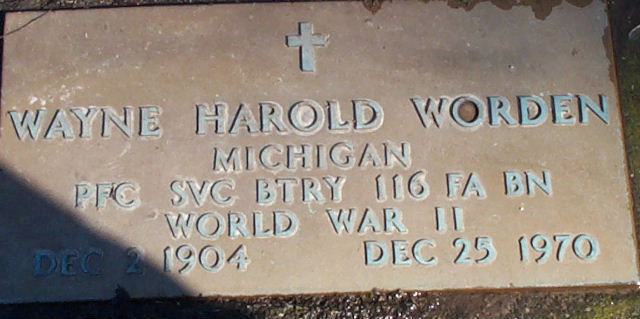 WAYNE HAROLD WORDEN
MICHIGAN
PFC SVC BTRY 116 FA BN
WORLD WAR II
DEC 2 1904 DEC 25 1970